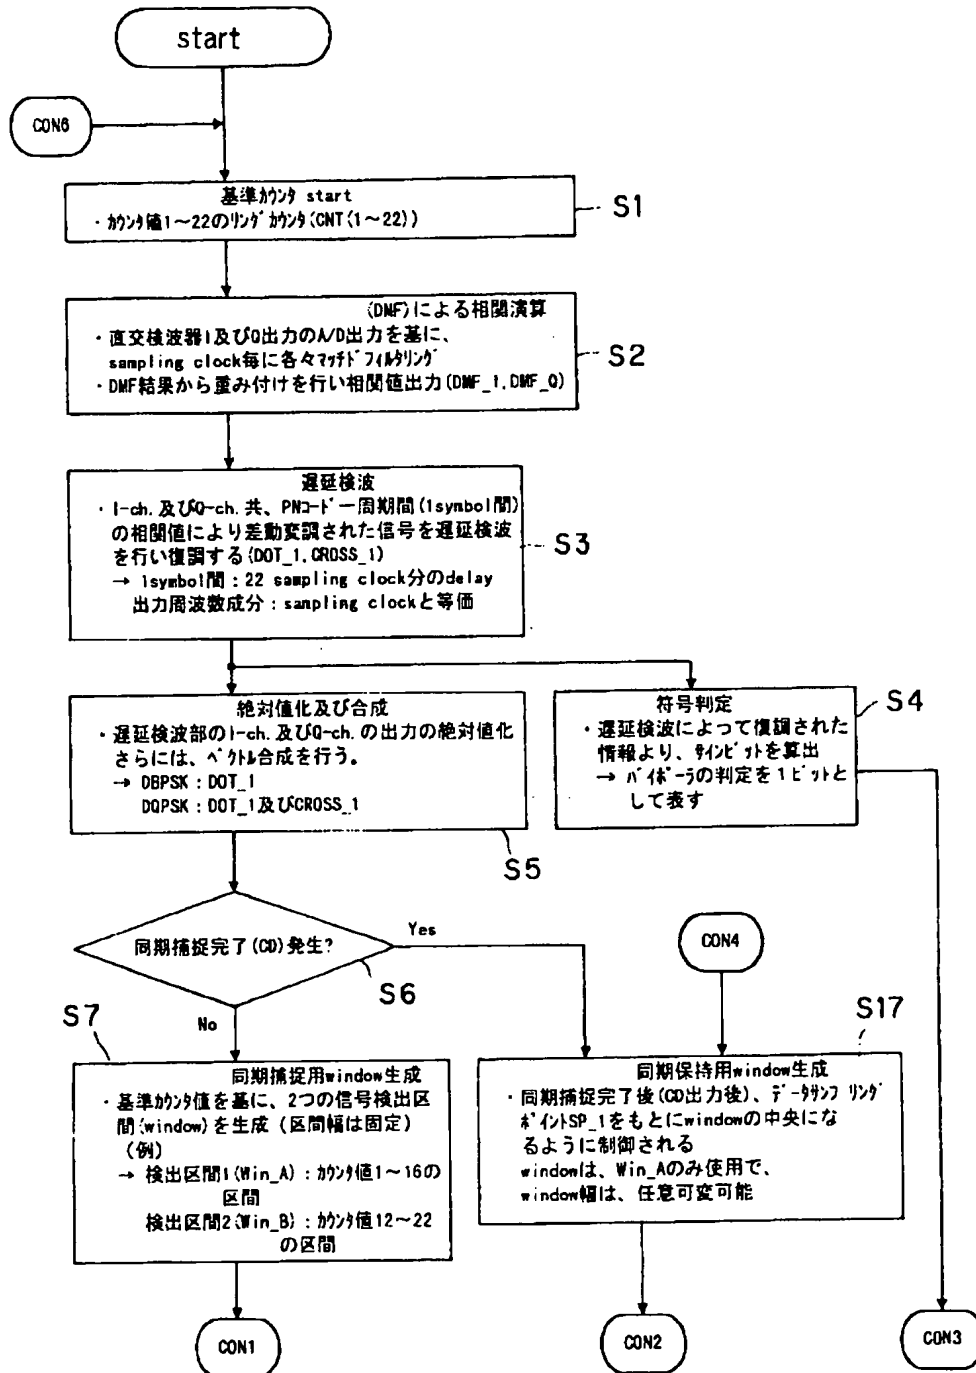 start
CON6
基準カウンタ start
・カウンタ値1～22のリングカウンタ(CNT(1～22))
S1
(DMF)による相関演算
・直交検波器I及びQ出力のA/D出力を基に、
sampling clock毎に各々マッチドフィルタリング
・DMF結果から重み付けを行い相関値出力(DMF_I,DMF_Q)
S2
遅延検波
・I-ch.及びQ-ch.共、PNコード一周期間(1symbol間)
の相関値により差動変調された信号を遅延検波
を行い復調する(DOT_1,CROSS_1)
→ 1symbol間:22 sampling clock分のdelay
出力周波数成分:sampling clockと等価
S3
絶対値化及び合成
・遅延検波部のI-ch.及びQ-ch.の出力の絶対値化
さらには、ベクトル合成を行う。
→ DBPSK:DOT_1
DQPSK:DOT_1及びCROSS_1
S5
符号判定
・遅延検波によって復調された
情報より、サインビットを算出
→ バイポーラの判定を1ビットと
して表す
S4
同期捕捉完了(CD)発生?
Yes
No
S6
CON4
S7
同期捕捉用window生成
・基準カウンタ値を基に、2つの信号検出区
間(window)を生成(区間幅は固定)
(例)
→ 検出区間1(Win_A):カウンタ値1～16の
区間
検出区間2(Win_B):カウンタ値12～22
の区間
S17
同期保持用window生成
・同期捕捉完了後(CD出力後)、データサンプリング
ポイントSP_1をもとにwindowの中央にな
るように制御される
windowは、Win_Aのみ使用で、
window幅は、任意可変可能
CON1
CON2
CON3